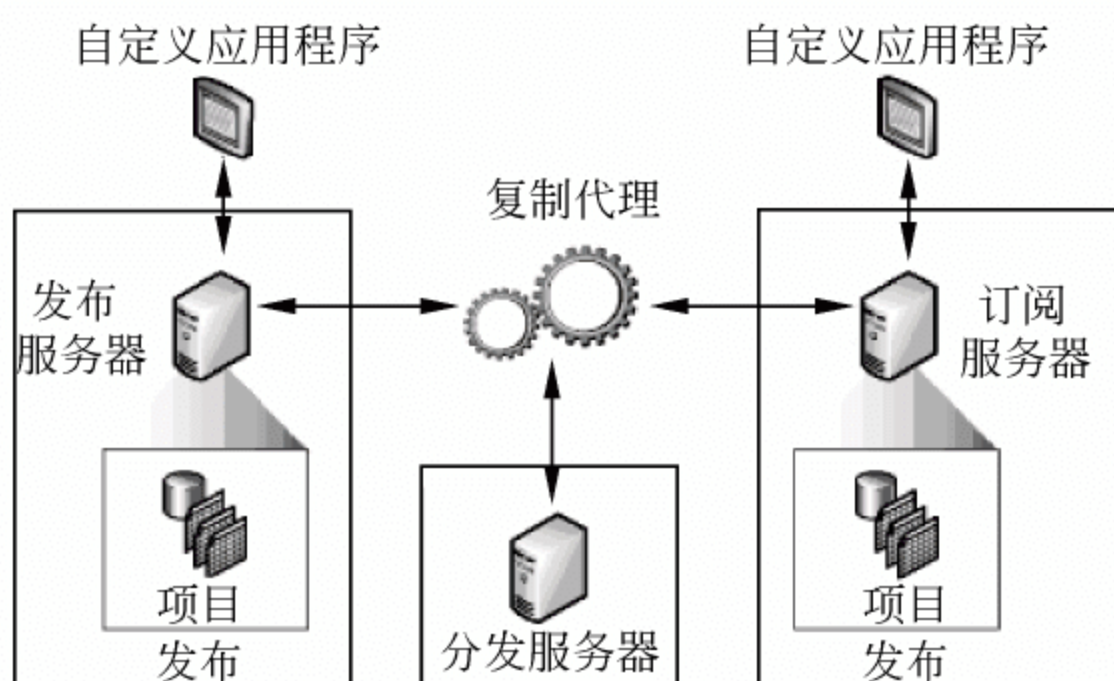 自定义应用程序
自定义应用程序
复制代理
发布
服务器
订阅
服务器
项目
发布
分发服务器
项目
发布